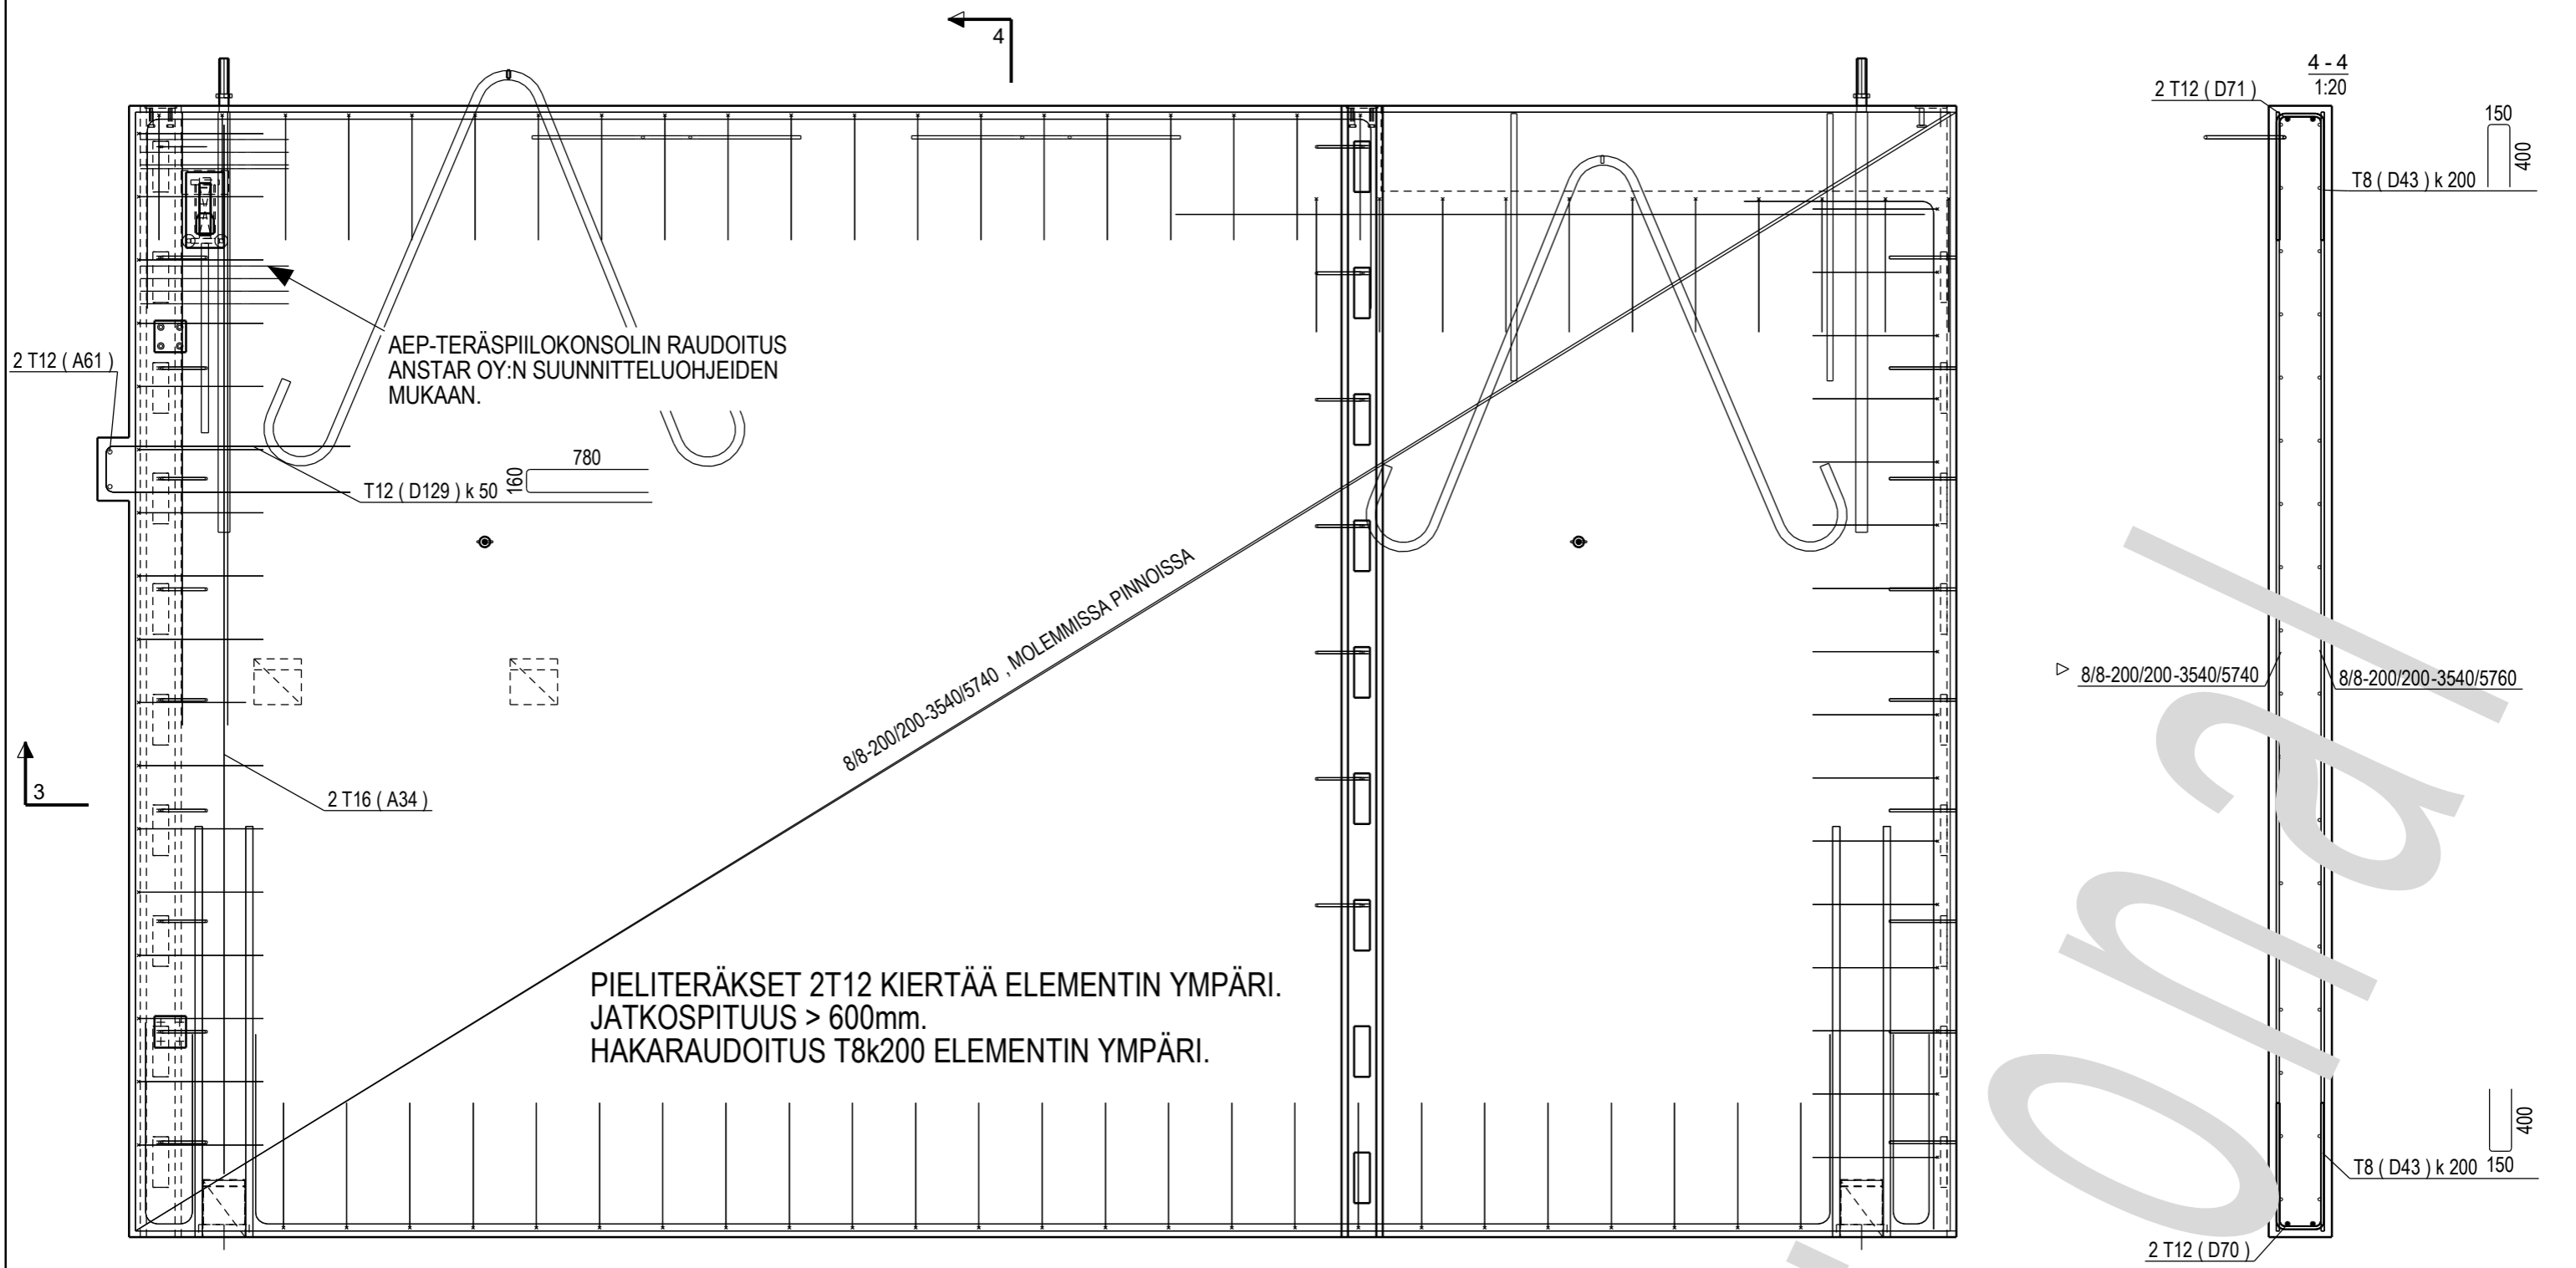 4
4 - 4
1:20
2 T12 ( D71 )
150
400
T8 ( D43 ) k 200
AEP-TERÄSPIILOKONSOLIN RAUDOITUS
ANSTAR OY:N SUUNNITTELUOHJEIDEN
MUKAAN.
2 T12 ( A61 )
780
160
T12 ( D129 ) k 50
8/8-200/200-3540/5740 , MOLEMMISSA PINNOISSA
8/8-200/200-3540/5740
8/8-200/200-3540/5760
3
2 T16 ( A34 )
PIELITERÄKSET 2T12 KIERTÄÄ ELEMENTIN YMPÄRI.
JATKOSPITUUS > 600mm.
HAKARAUDOITUS T8k200 ELEMENTIN YMPÄRI.
400
T8 ( D43 ) k 200
150
2 T12 ( D70 )
onal